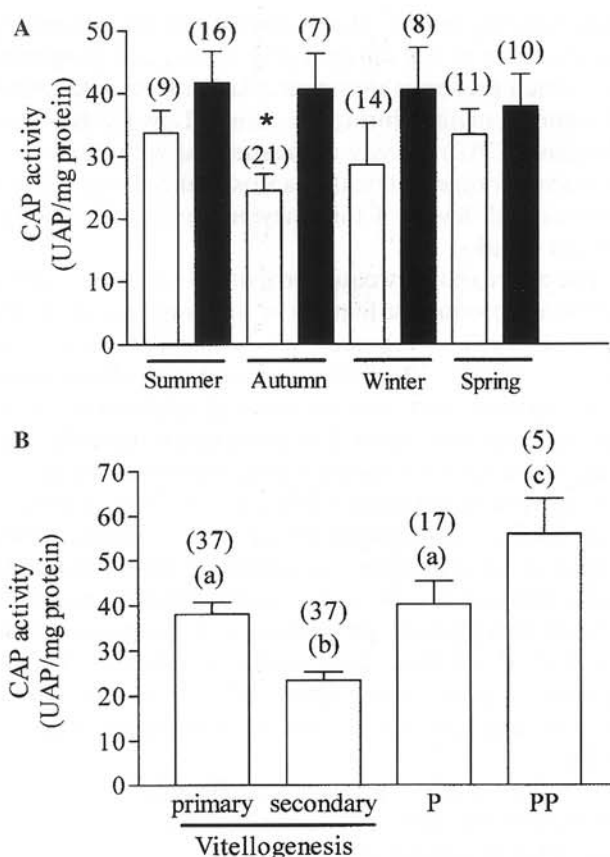 A
CAP activity
(UAP/mg protein)
50
40
30
20
10
0
(9)
(16)
*
(21)
(7)
(14)
(8)
(11)
(10)
Summer
Autumn
Winter
Spring
B
CAP activity
(UAP/mg protein)
70
60
50
40
30
20
10
0
(37)
(a)
(37)
(b)
(17)
(a)
(5)
(c)
primary
secondary
P
PP
Vitellogenesis